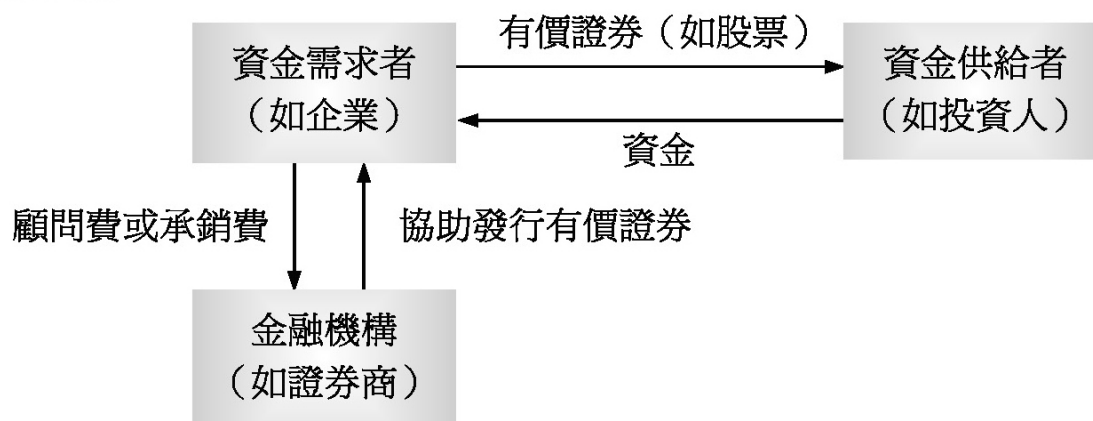 有價證券（如股票）
資金需求者
（如企業）
資金供給者
（如投資人）
資金
顧問費或承銷費
協助發行有價證券
金融機構
（如證券商）